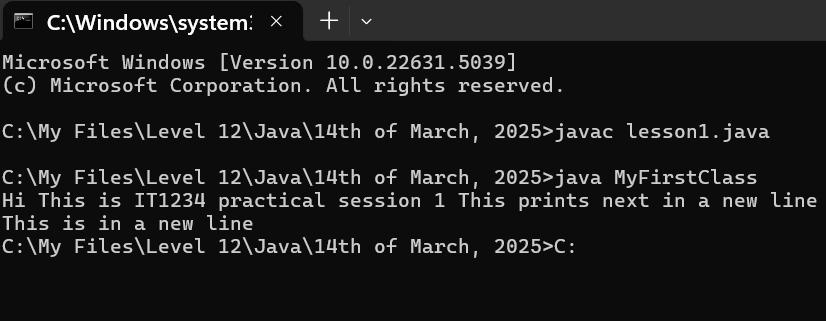 C:\Windows\system3
Microsoft Windows [Version 10.0.22631.5039]
(c) Microsoft Corporation. All rights reserved.
C:\My Files\Level 12\Java\14th of March, 2025>javac lesson1.java
C:\My Files\Level 12\Java\14th of March, 2025>java MyFirstClass
Hi This is IT1234 practical session 1 This prints next in a new line
This is in a new line
C:\My Files\Level 12\Java\14th of March, 2025>C: